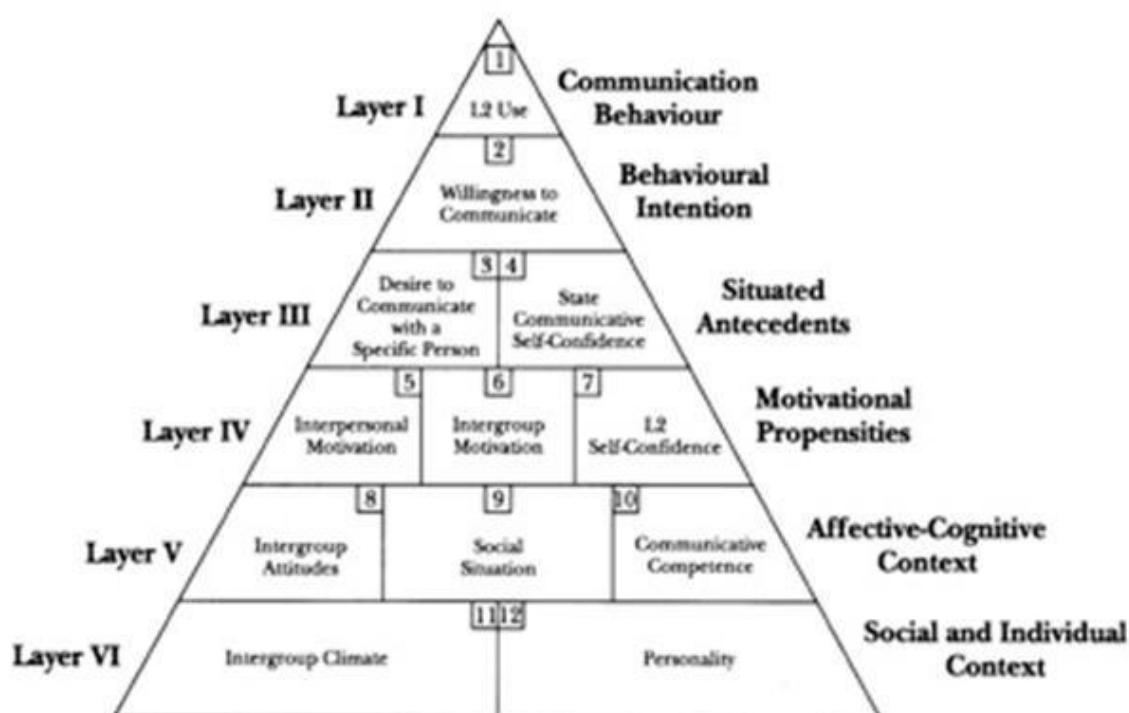 1
Layer I
L2 Use
Communication
Behaviour
2
Layer II
Willingness to
Communicate
Behavioural
Intention
3 4
Layer III
Desire to
Communicate
with a
Specific Person
State
Communicative
Self-Confidence
Situated
Antecedents
5 6 7
Layer IV
Interpersonal
Motivation
Intergroup
Motivation
L2
Self-Confidence
Motivational
Propensities
8 9 10
Layer V
Intergroup
Attitudes
Social
Situation
Communicative
Competence
Affective-Cognitive
Context
11 12
Layer VI
Intergroup Climate
Personality
Social and Individual
Context